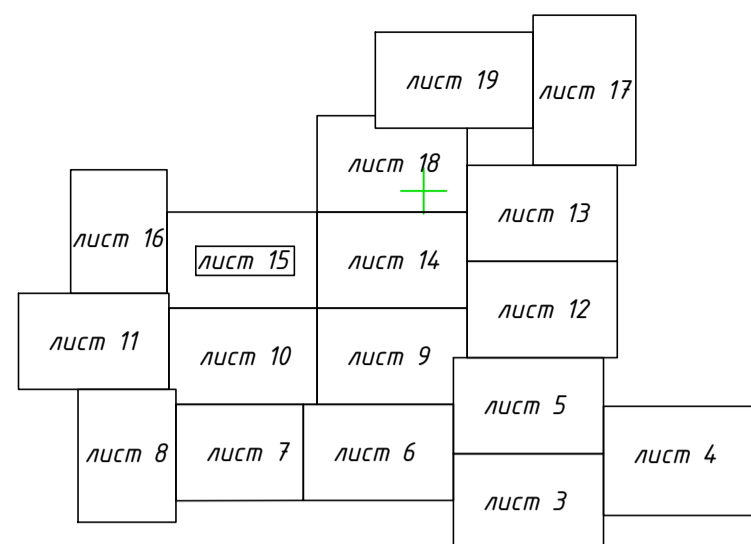 лист 19
лист 17
лист 18
лист 13
лист 16
лист 15
лист 14
лист 12
лист 11
лист 10
лист 9
лист 5
лист 8
лист 7
лист 6
лист 4
лист 3